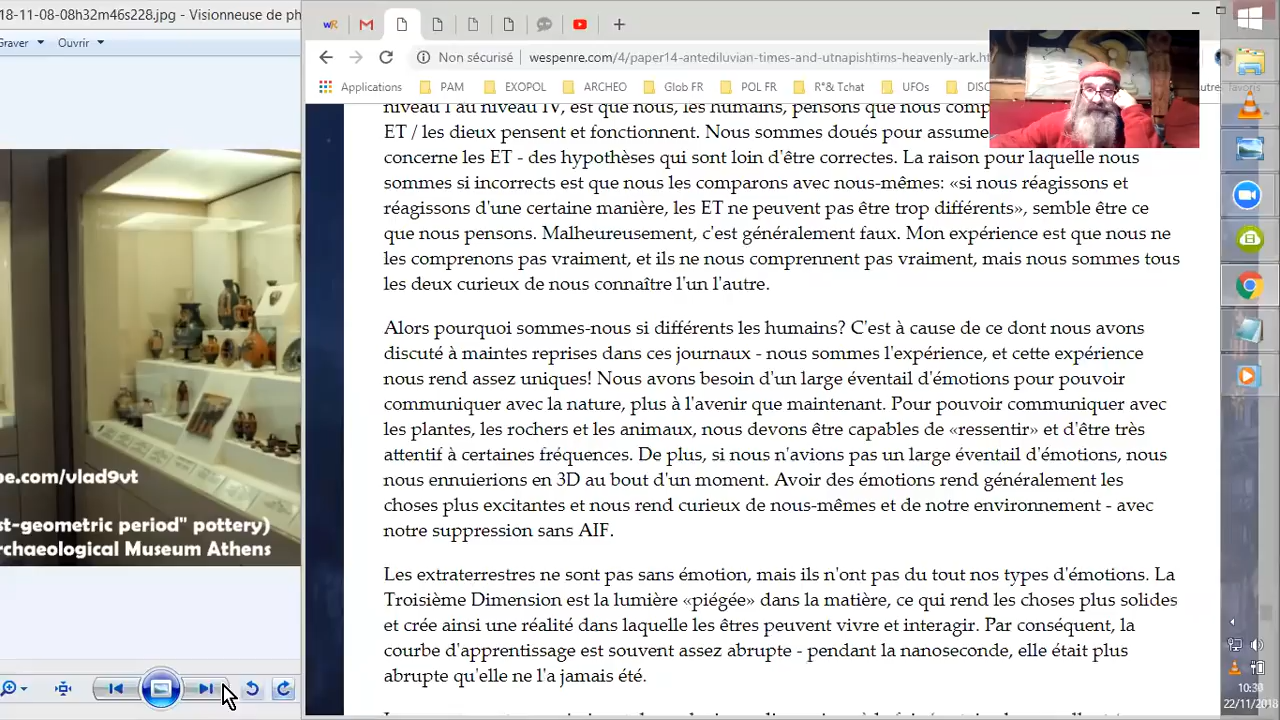 8-11-08-08h32m46s228.jpg - Visionneuse de ph
Graver
Ouvrir
wR
Non sécurisé
wespenre.com/4/paper14-antediluvian-times-and-utnapishtims-heavenly-ark.ht
Applications
PAM
EXOPOL
ARCHEO
Glob FR
POL FR
R*& Tchat
UFOs
favoris
ET / les dieux pensent et fonctionnent. Nous sommes doués pour assume
concerne les ET - des hypothèses qui sont loin d'être correctes. La raison pour laquelle nous
sommes si incorrects est que nous les comparons avec nous-mêmes: «si nous réagissons et
réagissons d'une certaine manière, les ET ne peuvent pas être trop différents», semble être ce
que nous pensons. Malheureusement, c'est généralement faux. Mon expérience est que nous ne
les comprenons pas vraiment, et ils ne nous comprennent pas vraiment, mais nous sommes tous
les deux curieux de nous connaître l'un l'autre.
Alors pourquoi sommes-nous si différents les humains? C'est à cause de ce dont nous avons
discuté à maintes reprises dans ces journaux - nous sommes l'expérience, et cette expérience
nous rend assez uniques! Nous avons besoin d'un large éventail d'émotions pour pouvoir
communiquer avec la nature, plus à l'avenir que maintenant. Pour pouvoir communiquer avec
les plantes, les rochers et les animaux, nous devons être capables de «ressentir» et d'être très
attentif à certaines fréquences. De plus, si nous n'avions pas un large éventail d'émotions, nous
nous ennuierions en 3D au bout d'un moment. Avoir des émotions rend généralement les
choses plus excitantes et nous rend curieux de nous-mêmes et de notre environnement - avec
notre suppression sans AIF.
Les extraterrestres ne sont pas sans émotion, mais ils n'ont pas du tout nos types d'émotions. La
Troisième Dimension est la lumière «piégée» dans la matière, ce qui rend les choses plus solides
et crée ainsi une réalité dans laquelle les êtres peuvent vivre et interagir. Par conséquent, la
courbe d'apprentissage est souvent assez abrupte - pendant la nanoseconde, elle était plus
abrupte qu'elle ne l'a jamais été.
be.com/vlad9vt
st-geometric period" pottery)
rchaeological Museum Athens
10:30
22/11/2018